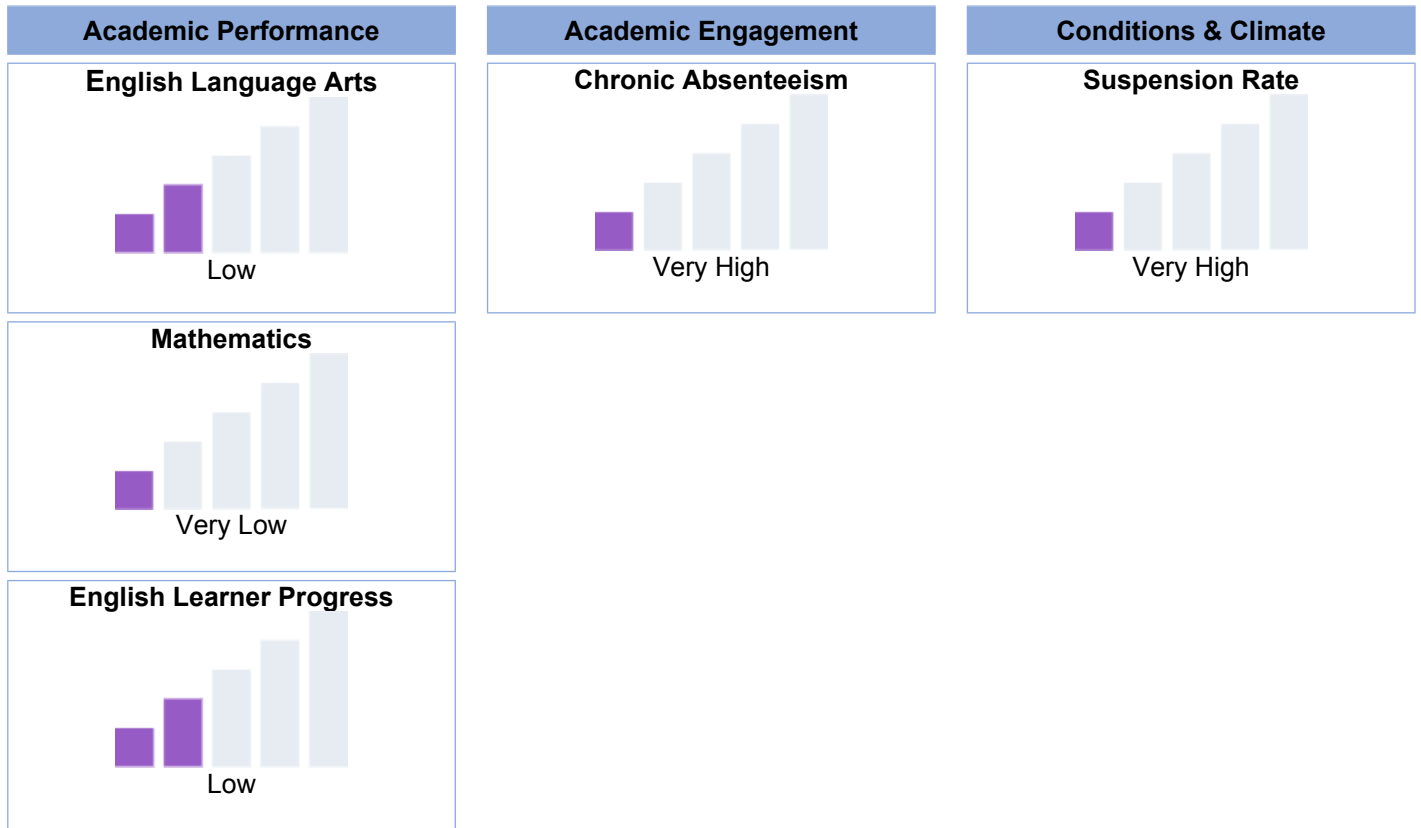 Academic Performance
Academic Engagement
Conditions & Climate
English Language Arts
Low
Chronic Absenteeism
Very High
Suspension Rate
Very High
Mathematics
Very Low
English Learner Progress
Low